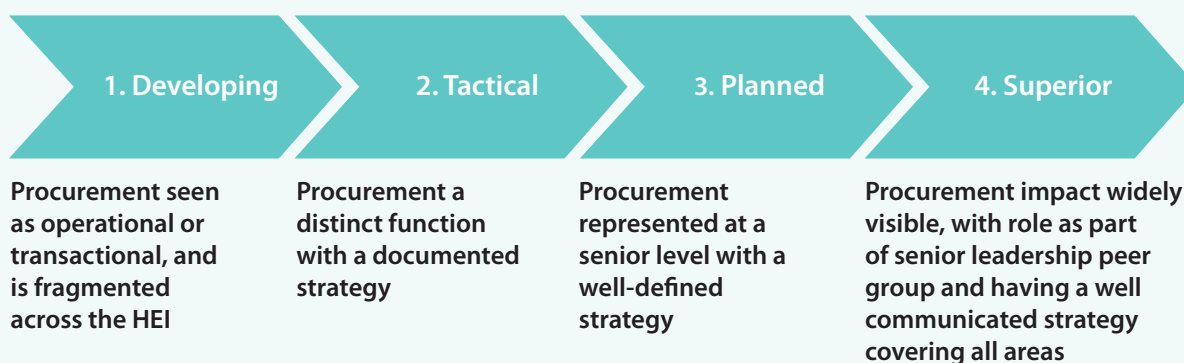 1. Developing
2. Tactical
3. Planned
4. Superior
Procurement seen
as operational or
transactional, and
is fragmented
across the HEI
Procurement a
distinct function
with a documented
strategy
Procurement
represented at a
senior level with a
well-defined
strategy
Procurement impact widely
visible, with role as part
of senior leadership peer
group and having a well
communicated strategy
covering all areas